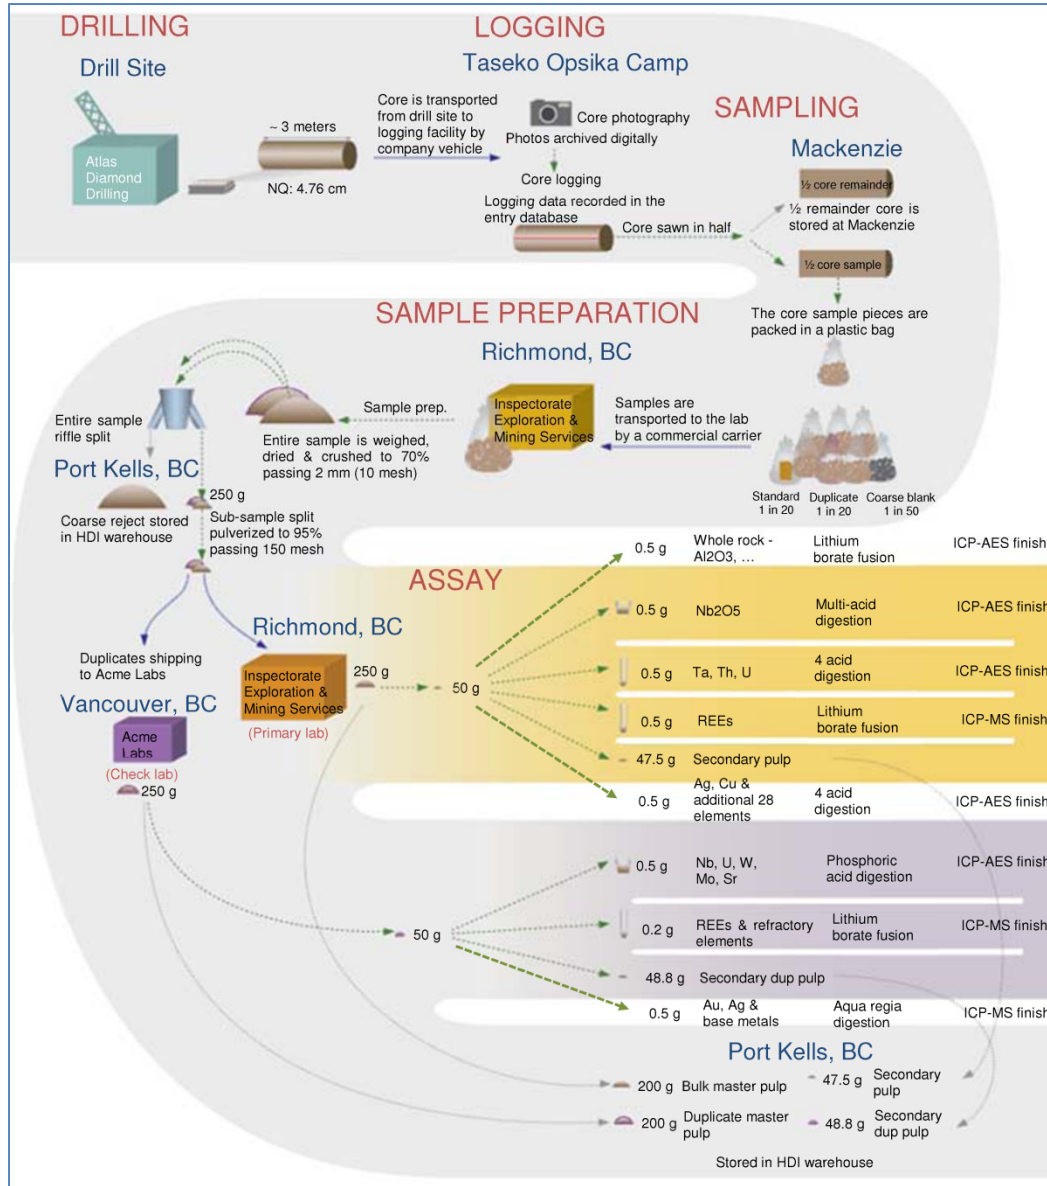 DRILLING
Drill Site
Atlas
Diamond
Drilling
~ 3 meters
NQ: 4.76 cm
Core is transported
from drill site to
logging facility by
company vehicle
LOGGING
Taseko Opsika Camp
Core photography
Photos archived digitally
Core logging
Logging data recorded in the
entry database
Core sawn in half
SAMPLING
Mackenzie
½ core remainder
½ remainder core is
stored at Mackenzie
½ core sample
The core sample pieces are
packed in a plastic bag
Standard
1 in 20
Duplicate
1 in 20
Coarse blank
1 in 50
Samples are
transported to the lab
by a commercial carrier
SAMPLE PREPARATION
Richmond, BC
Inspectorate
Exploration &
Mining Services
Sample prep.
Entire sample is weighed,
dried & crushed to 70%
passing 2 mm (10 mesh)
Entire sample
riffle split
Port Kells, BC
Coarse reject stored
in HDI warehouse
250 g
Sub-sample split
pulverized to 95%
passing 150 mesh
Duplicates shipping
to Acme Labs
ASSAY
Richmond, BC
Inspectorate
Exploration &
Mining Services
(Primary lab)
250 g
50 g
0.5 g
Whole rock -
Al2O3, …
Lithium
borate fusion
ICP-AES finish
0.5 g
Nb2O5
Multi-acid
digestion
ICP-AES finish
0.5 g
Ta, Th, U
4 acid
digestion
ICP-AES finish
0.5 g
REEs
Lithium
borate fusion
ICP-MS finish
47.5 g
Secondary pulp
0.5 g
Ag, Cu &
additional 28
elements
4 acid
digestion
ICP-AES finish
Vancouver, BC
Acme
Labs
(Check lab)
250 g
50 g
0.5 g
Nb, U, W,
Mo, Sr
Phosphoric
acid digestion
ICP-AES finish
0.2 g
REEs & refractory
elements
Lithium
borate fusion
ICP-MS finish
48.8 g
Secondary dup pulp
0.5 g
Au, Ag &
base metals
Aqua regia
digestion
ICP-MS finish
Port Kells, BC
200 g Bulk master pulp
47.5 g
Secondary
pulp
200 g
Duplicate master
pulp
48.8 g
Secondary
dup pulp
Stored in HDI warehouse